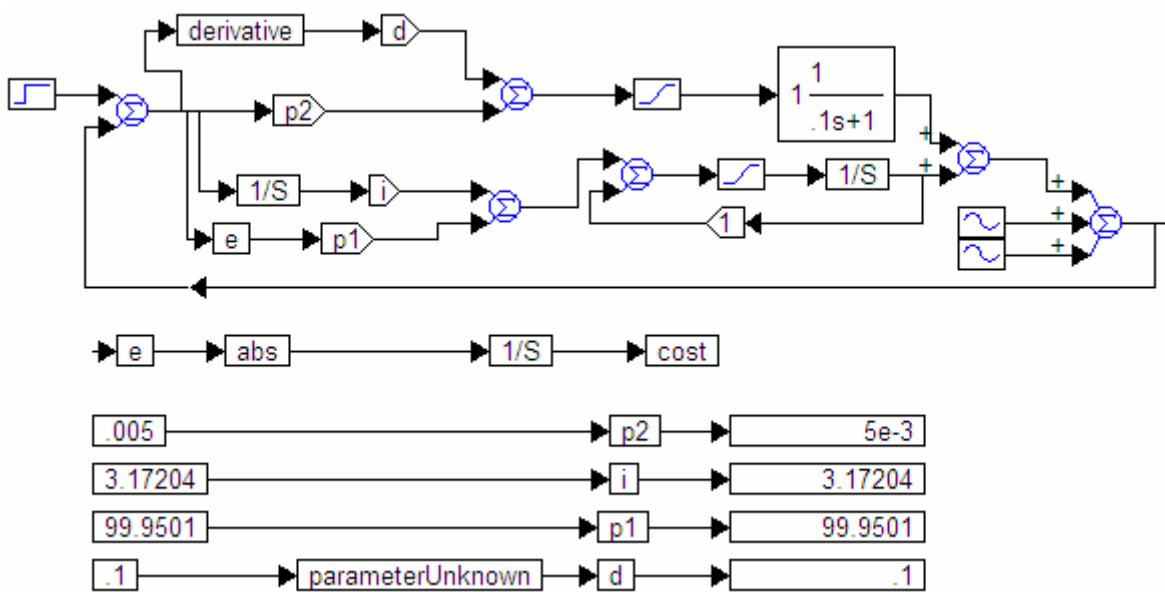 derivative
d
p2
1
1
.1s+1
+
1/S
i
1/S
+
e
p1
1
+
+
+
e
abs
1/S
cost
.005
p2
5e-3
3.17204
i
3.17204
99.9501
p1
99.9501
.1
parameterUnknown
d
.1